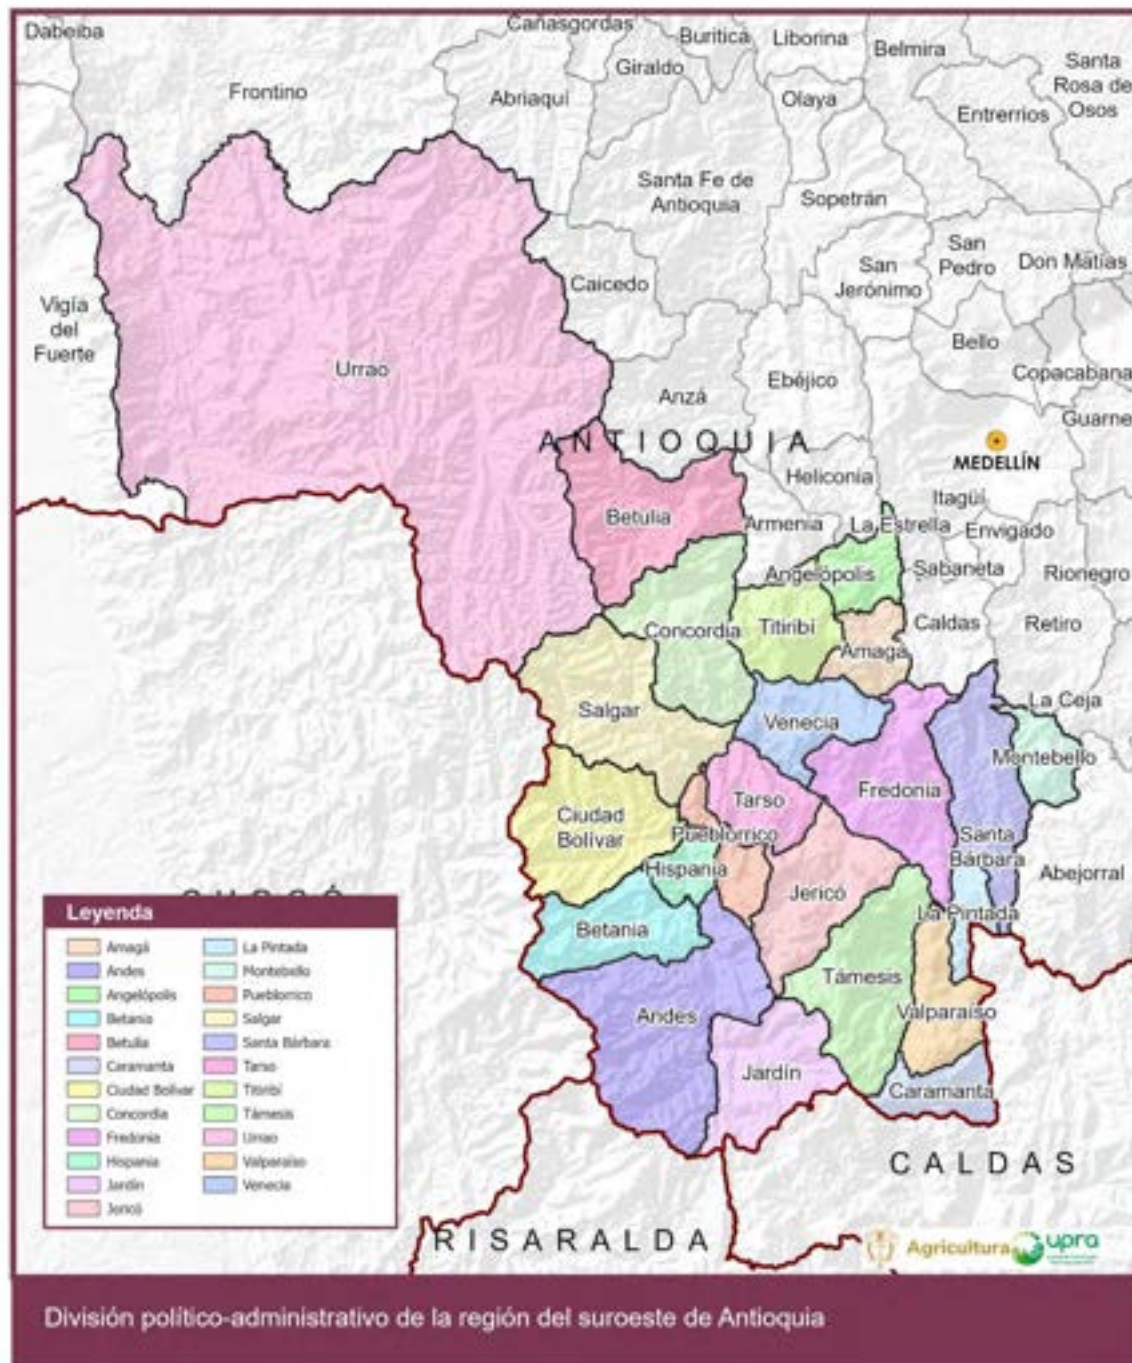 Dabeiba
Cañasgordas
Buriticá
Liborina
Belmira
Giraldo
Santa
Rosa de
Osos
Frontino
Abriaquí
Olaya
Entrerrios
Santa Fe de
Antioquia
Sopetrán
San
Pedro
Don Matías
San
Jerónimo
Caicedo
Vigía
del
Fuerte
Bello
Urrao
Copacabana
Ebéjico
Anzá
Guarne
ANTIOQUIA
MEDELLÍN
Heliconia
Itagüí
Betulia
Armenia
La Estrella
Envigado
Angelópolis
Sabaneta
Rionegro
Concordia
Titiribí
Caldas
Retiro
Amagá
Salgar
Venecia
La Ceja
Montebello
Tarso
Fredonia
Ciudad
Bolívar
Pueblorrico
Santa
Bárbara
Hispania
Jericó
Abejorral
La Pintada
Betania
Támesis
Andes
Valparaíso
Jardín
Caramanta
CALDAS
RISARALDA
Leyenda
Amagá
Andes
Angelópolis
Betania
Betulia
Caramanta
Ciudad Bolívar
Concordia
Fredonia
Hispania
Jardín
Jericó
La Pintada
Montebello
Pueblorrico
Salgar
Santa Bárbara
Tarso
Titiribí
Támesis
Urrao
Valparaíso
Venecia
Agricultura
upra
División político-administrativo de la región del suroeste de Antioquia